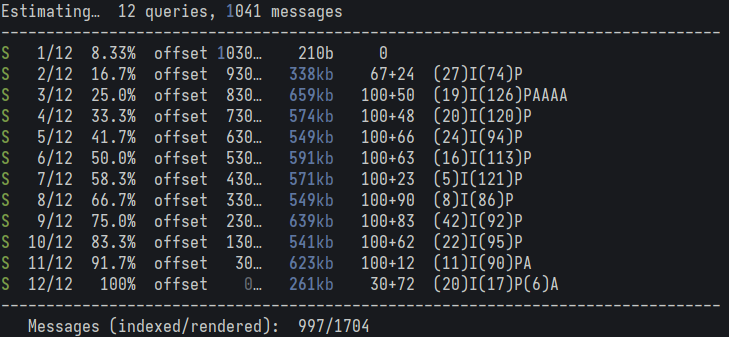 Estimating…  12 queries, 1041 messages
--------------------------------------------------------------------------------
S   1/12  8.33%  offset 1030…    210b     0
S   2/12  16.7%  offset  930…   338kb    67+24  (27)I(74)P
S   3/12  25.0%  offset  830…   659kb   100+50  (19)I(126)PAAAA
S   4/12  33.3%  offset  730…   574kb   100+48  (20)I(120)P
S   5/12  41.7%  offset  630…   549kb   100+66  (24)I(94)P
S   6/12  50.0%  offset  530…   591kb   100+63  (16)I(113)P
S   7/12  58.3%  offset  430…   571kb   100+23  (5)I(121)P
S   8/12  66.7%  offset  330…   549kb   100+90  (8)I(86)P
S   9/12  75.0%  offset  230…   639kb   100+83  (42)I(92)P
S  10/12  83.3%  offset  130…   541kb   100+62  (22)I(95)P
S  11/12  91.7%  offset   30…   623kb   100+12  (11)I(90)PA
S  12/12   100%  offset    0…   261kb    30+72  (20)I(17)P(6)A
--------------------------------------------------------------------------------
   Messages (indexed/rendered):  997/1704